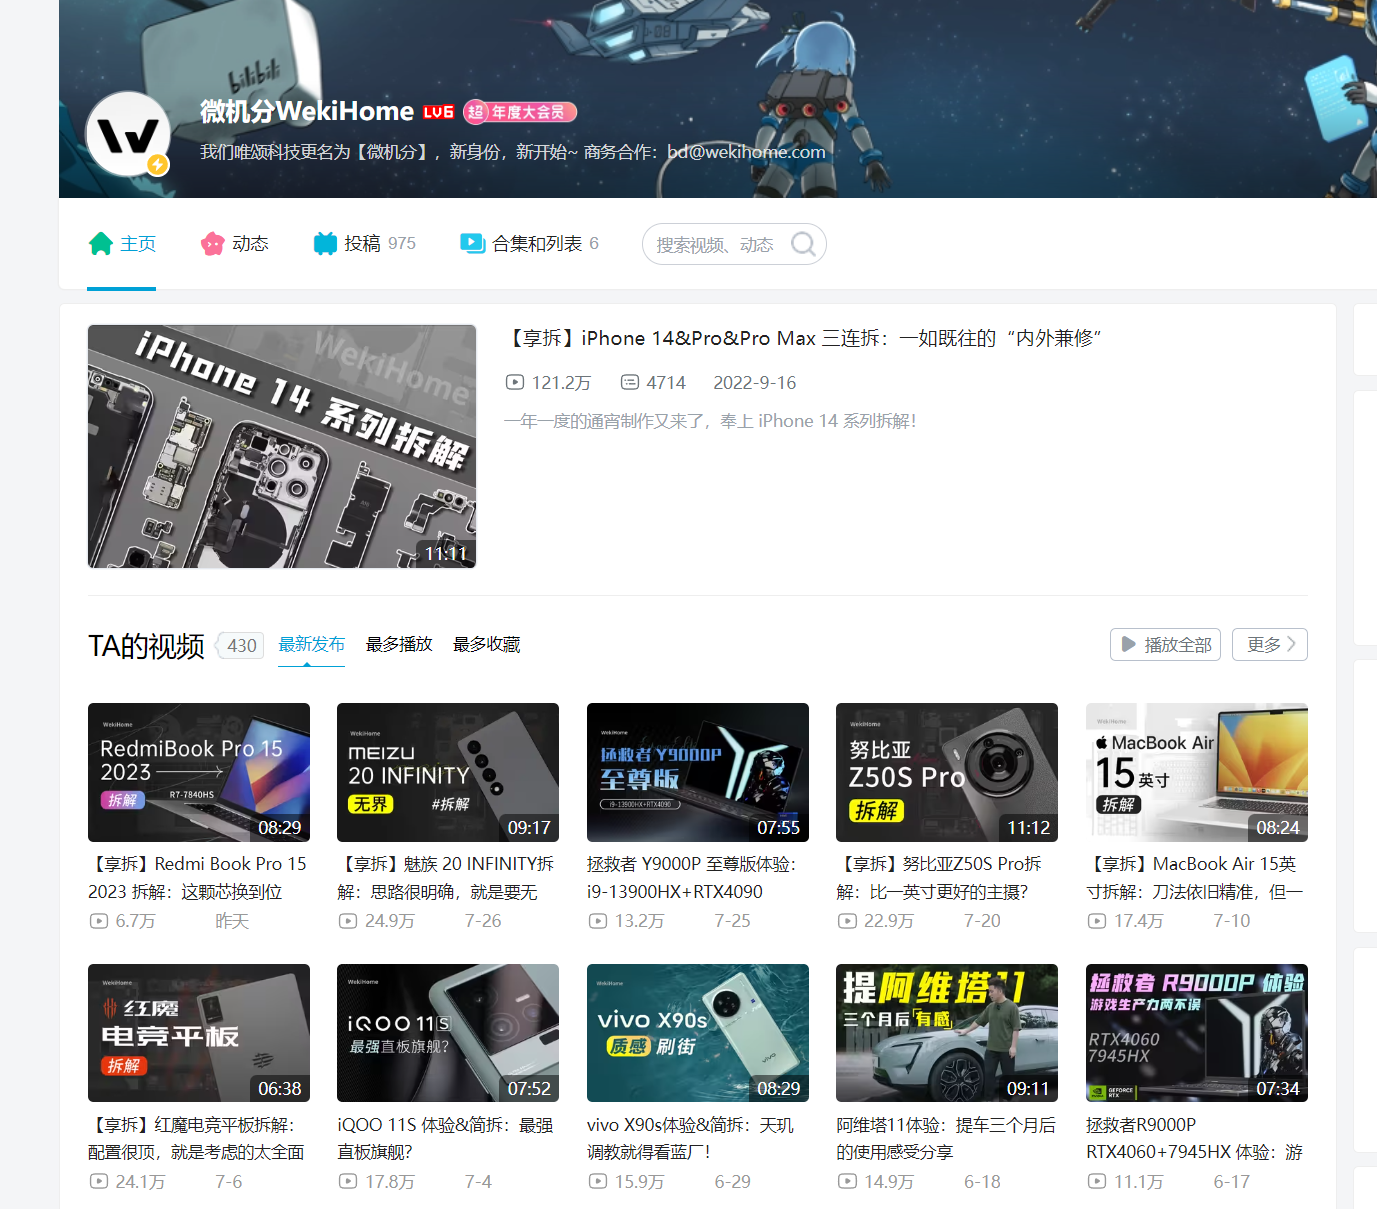 bilibili
微机分WekiHome LV6 超 年度大会员
我们唯颂科技更名为【微机分】，新身份，新开始~ 商务合作：bd@wekihome.com
主页 动态 投稿 975 合集和列表 6 搜索视频、动态
WekiHome
iPhone 14 系列拆解
11:11
【享拆】iPhone 14&Pro&Pro Max 三连拆：一如既往的“内外兼修”
121.2万 4714 2022-9-16
一年一度的通宵制作又来了，奉上 iPhone 14 系列拆解！
TA的视频 430 最新发布 最多播放 最多收藏 播放全部 更多
WekiHome
RedmiBook Pro 15
2023
R7-7840HS
拆解
08:29
【享拆】Redmi Book Pro 15
2023 拆解：这颗芯换到位
6.7万 昨天
WekiHome
MEIZU
20 INFINITY
无界 #拆解
09:17
【享拆】魅族 20 INFINITY拆
解：思路很明确，就是要无
24.9万 7-26
WekiHome
拯救者 Y9000P
至尊版
i9-13900HX+RTX4090
07:55
拯救者 Y9000P 至尊版体验：
i9-13900HX+RTX4090
13.2万 7-25
WekiHome
努比亚
Z50S Pro
拆解
11:12
【享拆】努比亚Z50S Pro拆
解：比一英寸更好的主摄？
22.9万 7-20
WekiHome
MacBook Air
15英寸
拆解
08:24
【享拆】MacBook Air 15英
寸拆解：刀法依旧精准，但一
17.4万 7-10
WekiHome
红魔
电竞平板
拆解
06:38
【享拆】红魔电竞平板拆解：
配置很顶，就是考虑的太全面
24.1万 7-6
WekiHome
iQOO 11S
最强直板旗舰？
07:52
iQOO 11S 体验&简拆：最强
直板旗舰？
17.8万 7-4
WekiHome
vivo X90s
质感 刷街
vivo
08:29
vivo X90s体验&简拆：天玑
调教就得看蓝厂！
15.9万 6-29
提阿维塔11
三个月后「有感」
09:11
阿维塔11体验：提车三个月后
的使用感受分享
14.9万 6-18
拯救者 R9000P 体验
游戏生产力两不误
RTX4060
7945HX
GEFORCE
RTX
07:34
拯救者R9000P
RTX4060+7945HX 体验：游
11.1万 6-17